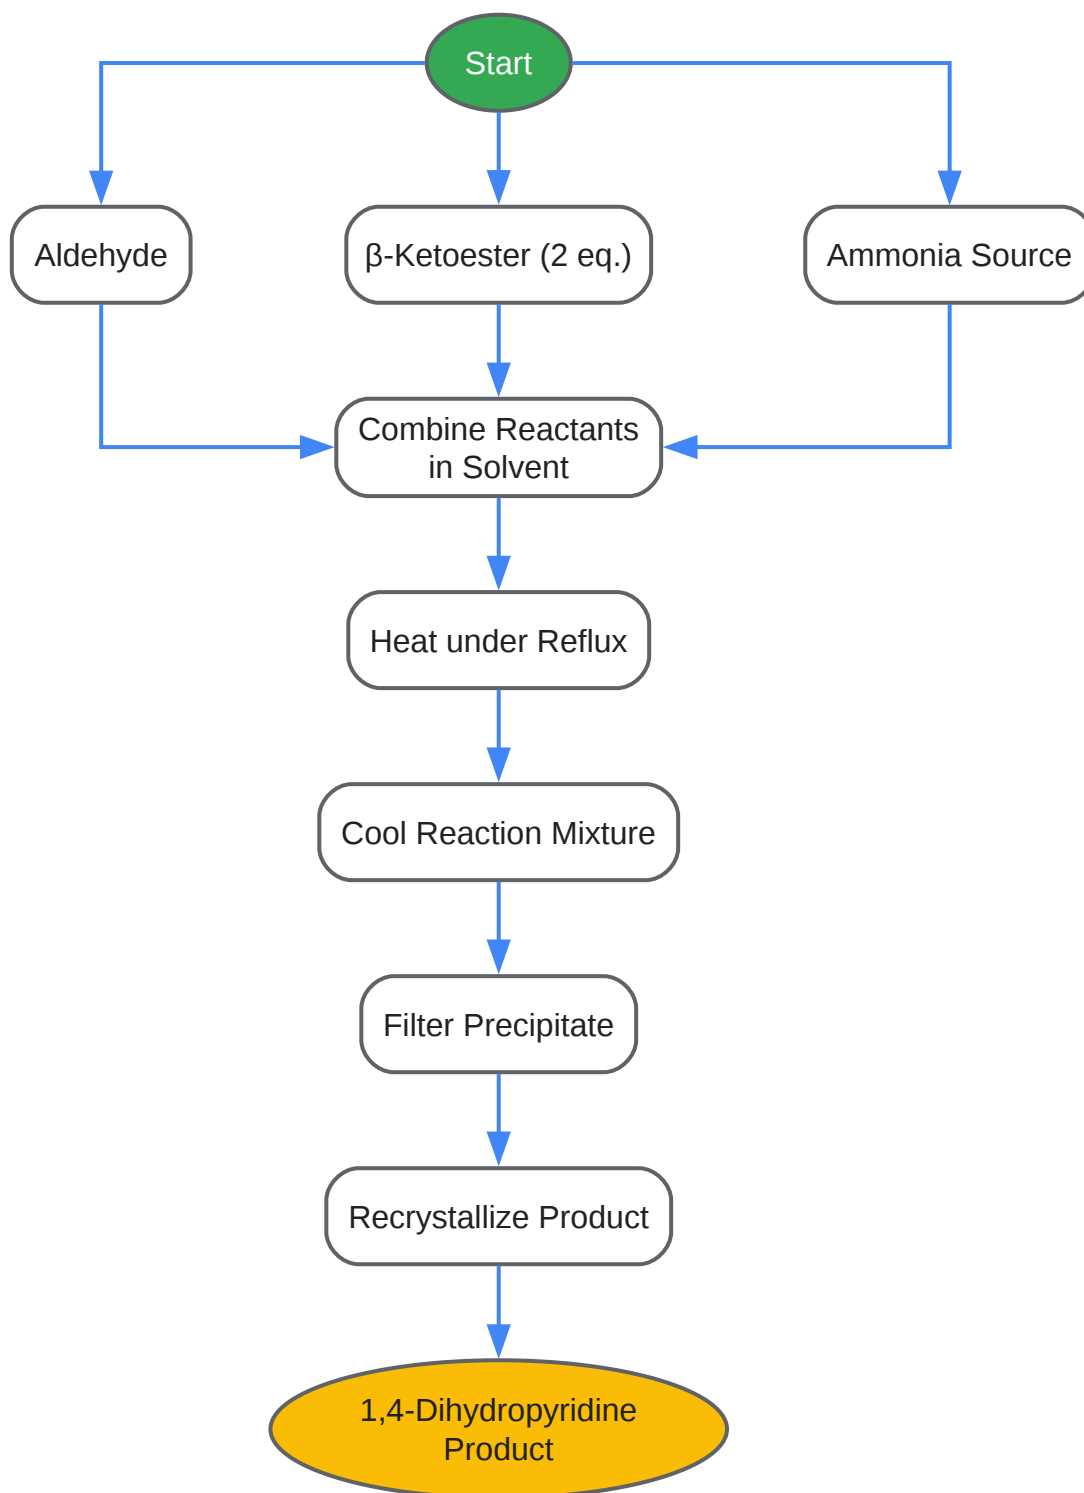 Start
Aldehyde
β-Ketoester (2 eq.)
Ammonia Source
Combine Reactants
in Solvent
Heat under Reflux
Cool Reaction Mixture
Filter Precipitate
Recrystallize Product
1,4-Dihydropyridine
Product